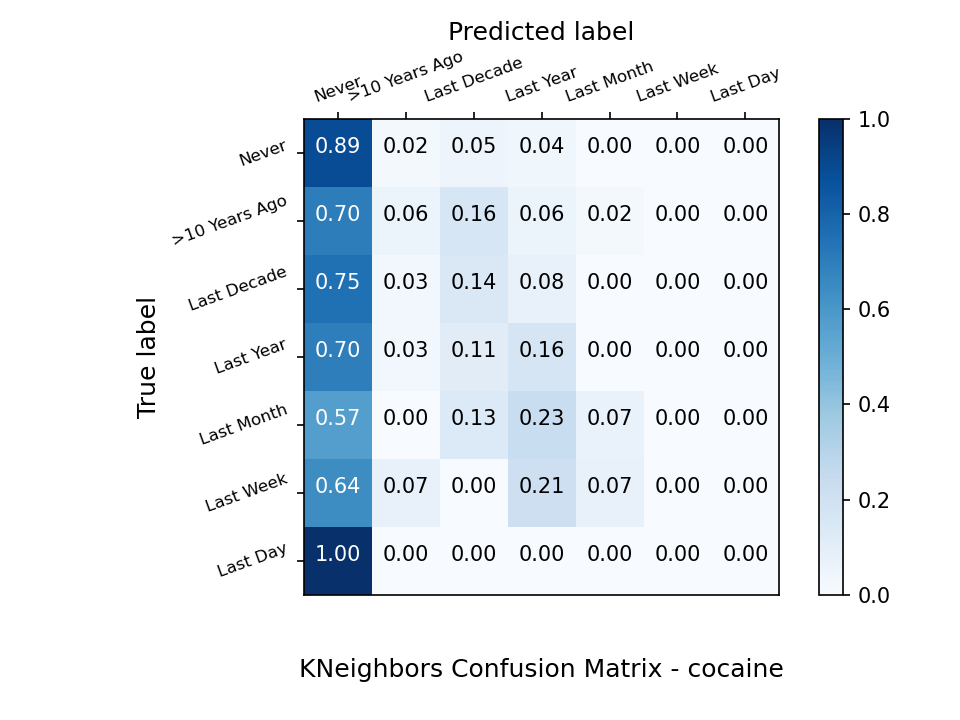 Predicted label
Never
>10 Years Ago
Last Decade
Last Year
Last Month
Last Week
Last Day
True label
Never 0.89 0.02 0.05 0.04 0.00 0.00 0.00
>10 Years Ago 0.70 0.06 0.16 0.06 0.02 0.00 0.00
Last Decade 0.75 0.03 0.14 0.08 0.00 0.00 0.00
Last Year 0.70 0.03 0.11 0.16 0.00 0.00 0.00
Last Month 0.57 0.00 0.13 0.23 0.07 0.00 0.00
Last Week 0.64 0.07 0.00 0.21 0.07 0.00 0.00
Last Day 1.00 0.00 0.00 0.00 0.00 0.00 0.00
1.0
0.8
0.6
0.4
0.2
0.0
KNeighbors Confusion Matrix - cocaine